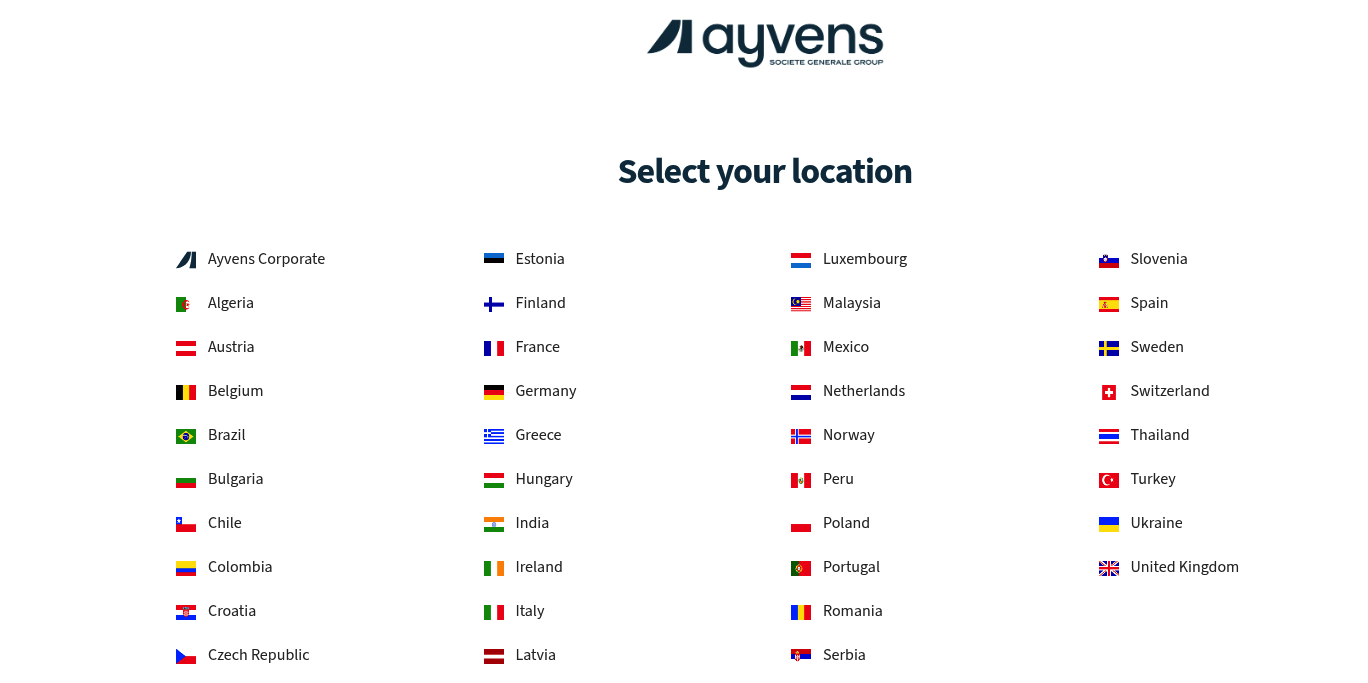 ayvens
SOCIETE GENERALE GROUP
Select your location
Ayvens Corporate
Algeria
Austria
Belgium
Brazil
Bulgaria
Chile
Colombia
Croatia
Czech Republic
Estonia
Finland
France
Germany
Greece
Hungary
India
Ireland
Italy
Latvia
Luxembourg
Malaysia
Mexico
Netherlands
Norway
Peru
Poland
Portugal
Romania
Serbia
Slovenia
Spain
Sweden
Switzerland
Thailand
Turkey
Ukraine
United Kingdom